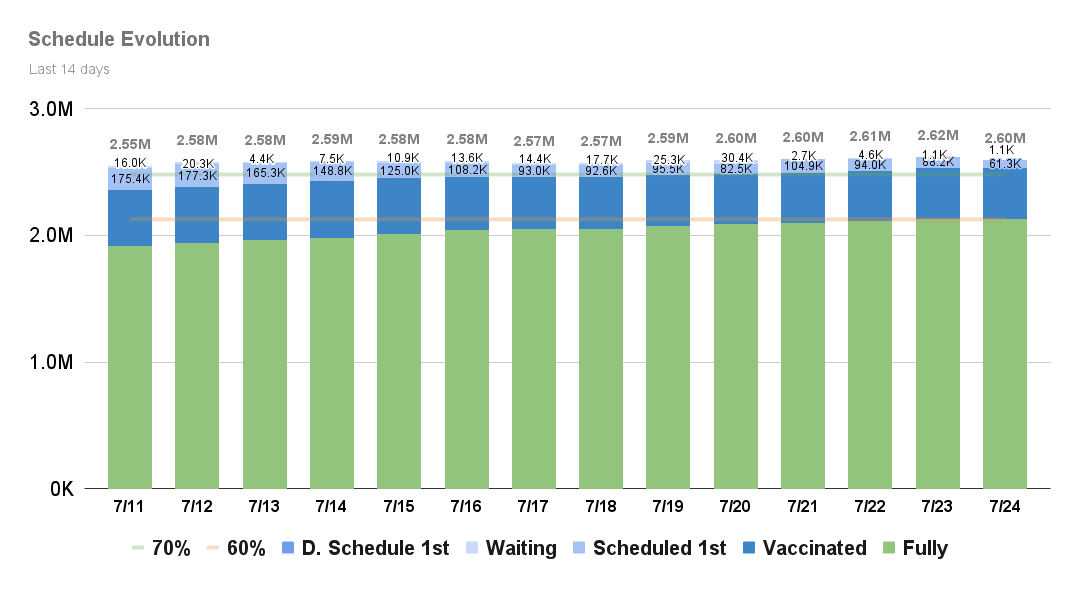 Schedule Evolution
Last 14 days
3.0M
2.55M 2.58M 2.58M 2.59M 2.58M 2.58M 2.57M 2.57M 2.59M 2.60M 2.60M 2.61M 2.62M 2.60M
16.0K 20.3K 4.4K 7.5K 10.9K 13.6K 14.4K 17.7K 25.3K 30.4K 2.7K 4.6K 1.1K 1.1K
175.4K 177.3K 165.3K 148.8K 125.0K 108.2K 93.0K 92.6K 95.5K 82.5K 104.9K 94.0K 88.2K 61.3K
2.0M
1.0M
0K
7/11 7/12 7/13 7/14 7/15 7/16 7/17 7/18 7/19 7/20 7/21 7/22 7/23 7/24
70% 60% D. Schedule 1st Waiting Scheduled 1st Vaccinated Fully